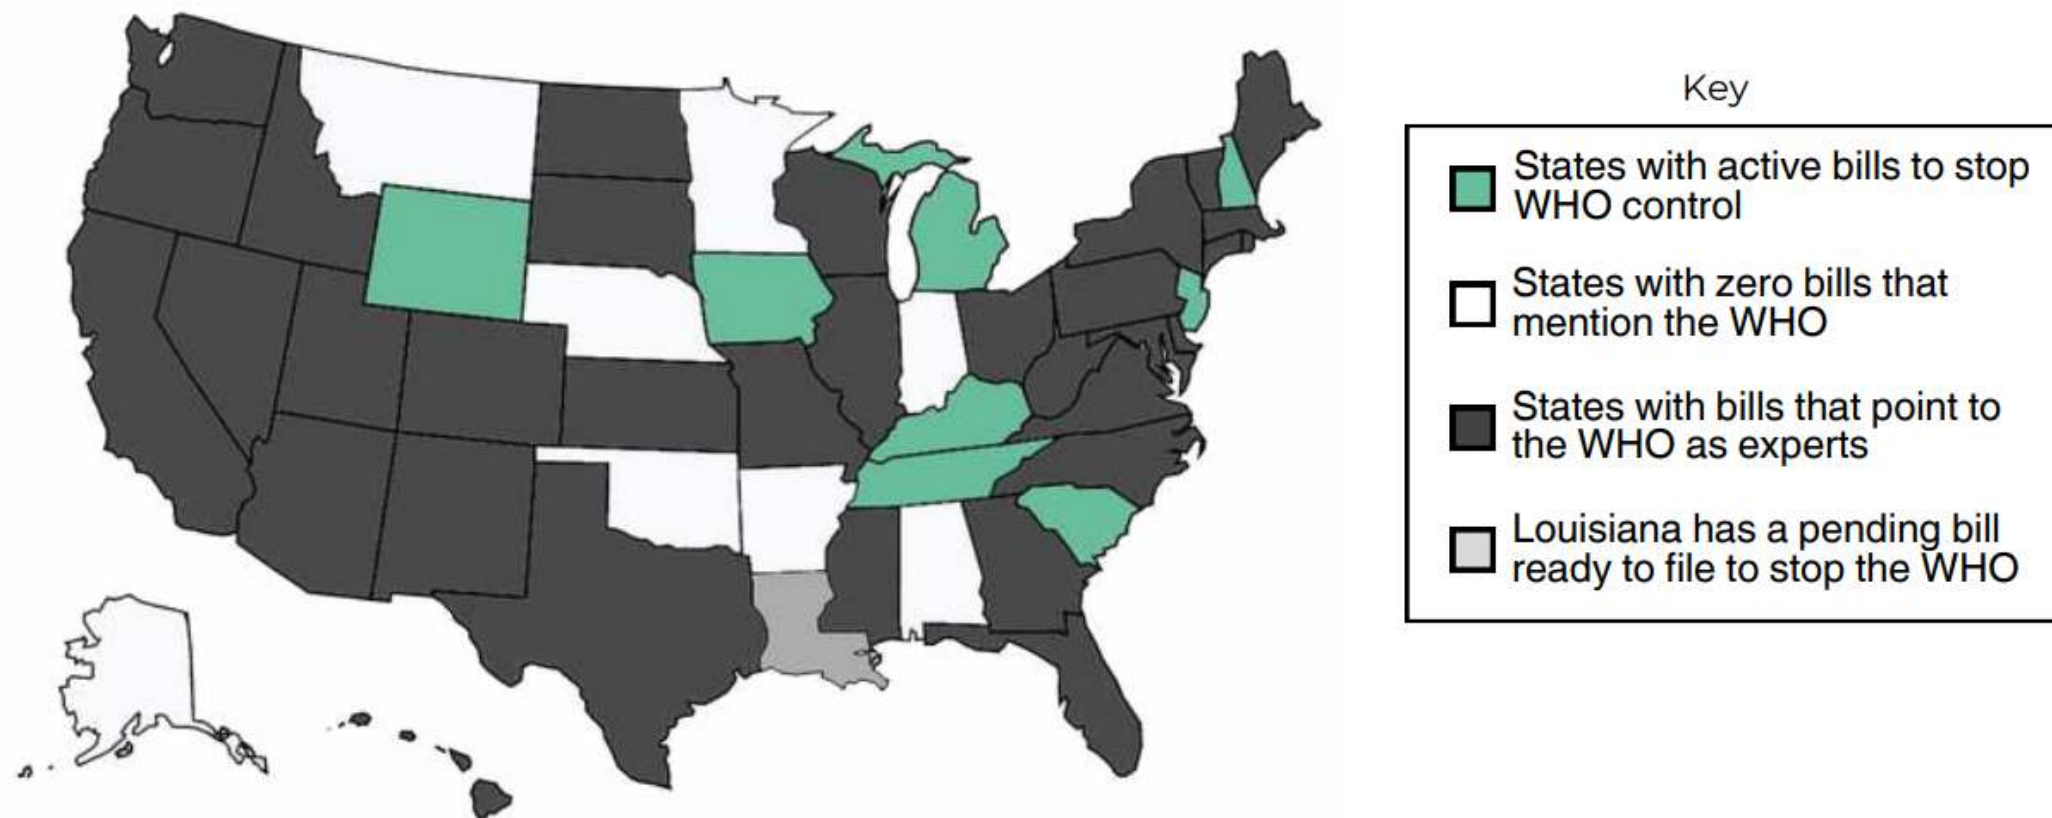 Key
States with active bills to stop
WHO control
States with zero bills that
mention the WHO
States with bills that point to
the WHO as experts
Louisiana has a pending bill
ready to file to stop the WHO